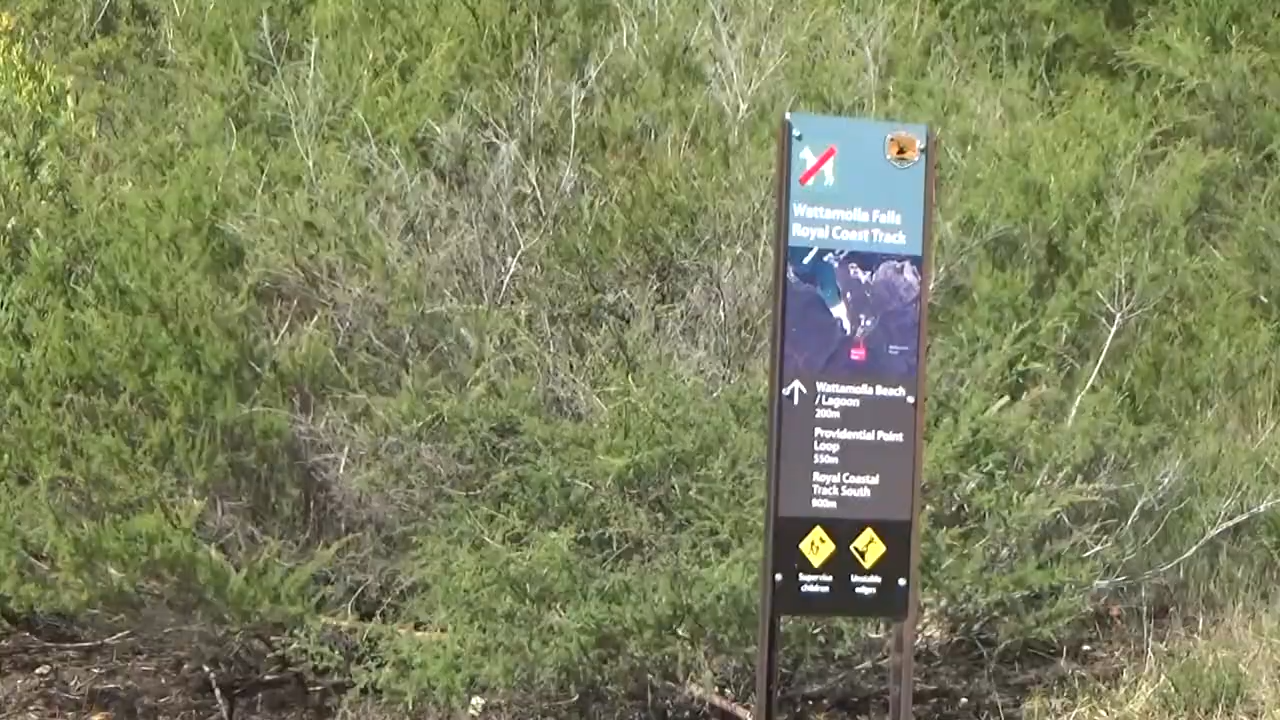 Wattamolla Falls
Royal Coast Track
Wattamolla Beach
/ Lagoon
200m
Providential Point
Loop
550m
Royal Coastal
Track South
900m
Supervise
children
Unstable
edges